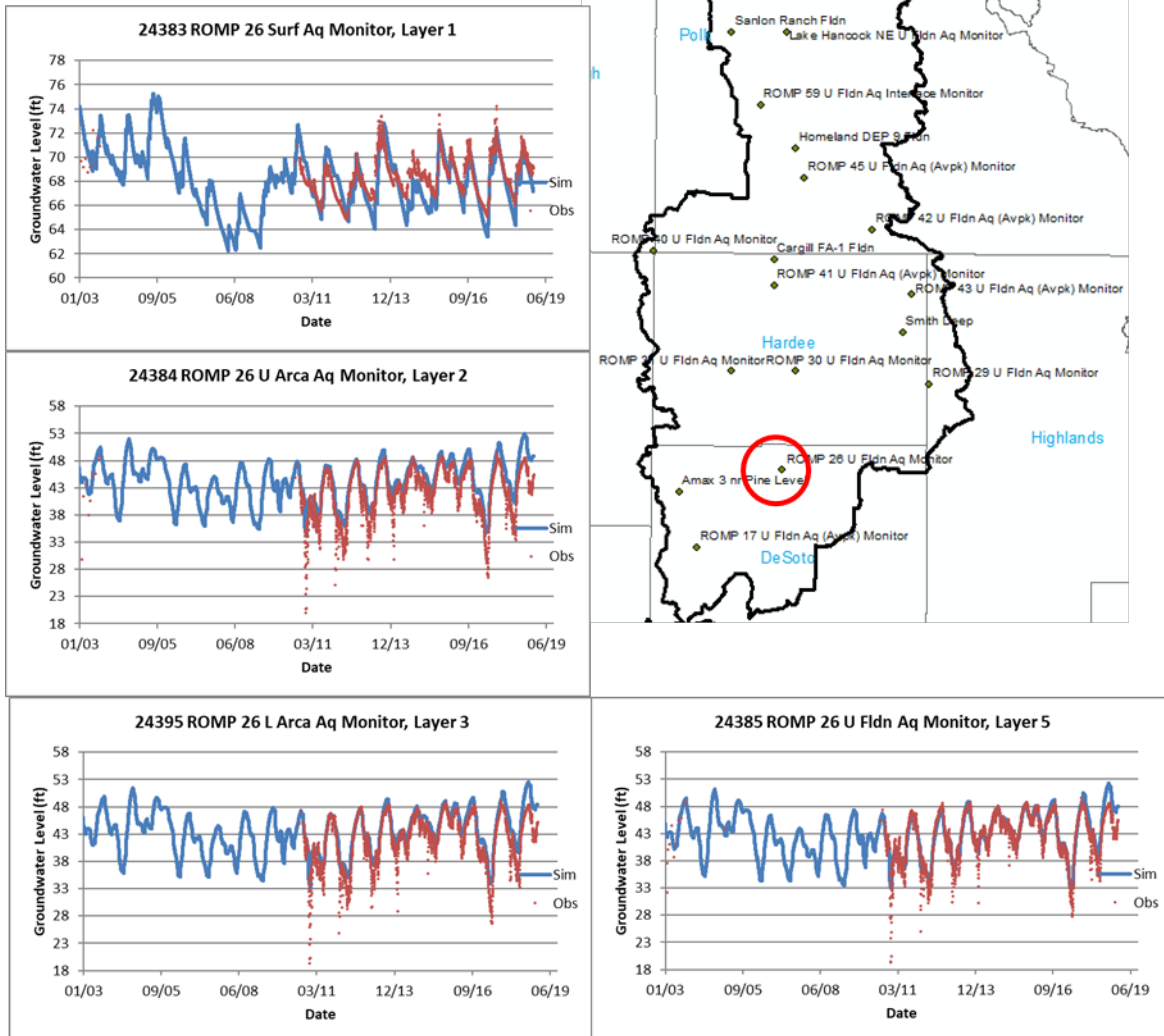 24383 ROMP 26 Surf Aq Monitor, Layer 1
Groundwater Level (ft)
78
76
74
72
70
68
66
64
62
60
01/03 09/05 06/08 03/11 12/13 09/16 06/19
Date
Sim
Obs
24384 ROMP 26 U Arca Aq Monitor, Layer 2
Groundwater Level (ft)
58
53
48
43
38
33
28
23
18
01/03 09/05 06/08 03/11 12/13 09/16 06/19
Date
Sim
Obs
Polk
Sanlon Ranch Fldn
Lake Hancock NE U Fldn Aq Monitor
h
ROMP 59 U Fldn Aq Interface Monitor
Homeland DEP 9 Fldn
ROMP 45 U Fldn Aq (Avpk) Monitor
ROMP 42 U Fldn Aq (Avpk) Monitor
ROMP 40 U Fldn Aq Monitor
Cargill FA-1 Fldn
ROMP 41 U Fldn Aq (Avpk) Monitor
ROMP 43 U Fldn Aq (Avpk) Monitor
Smith Deep
Hardee
ROMP U Fldn Aq Monitor
ROMP 30 U Fldn Aq Monitor
ROMP 29 U Fldn Aq Monitor
Highlands
ROMP 26 U Fldn Aq Monitor
Amax 3 nr Pine Level
ROMP 17 U Fldn Aq (Avpk) Monitor
DeSoto
24395 ROMP 26 L Arca Aq Monitor, Layer 3
Groundwater Level (ft)
58
53
48
43
38
33
28
23
18
01/03 09/05 06/08 03/11 12/13 09/16 06/19
Date
Sim
Obs
24385 ROMP 26 U Fldn Aq Monitor, Layer 5
Groundwater Level (ft)
58
53
48
43
38
33
28
23
18
01/03 09/05 06/08 03/11 12/13 09/16 06/19
Date
Sim
Obs